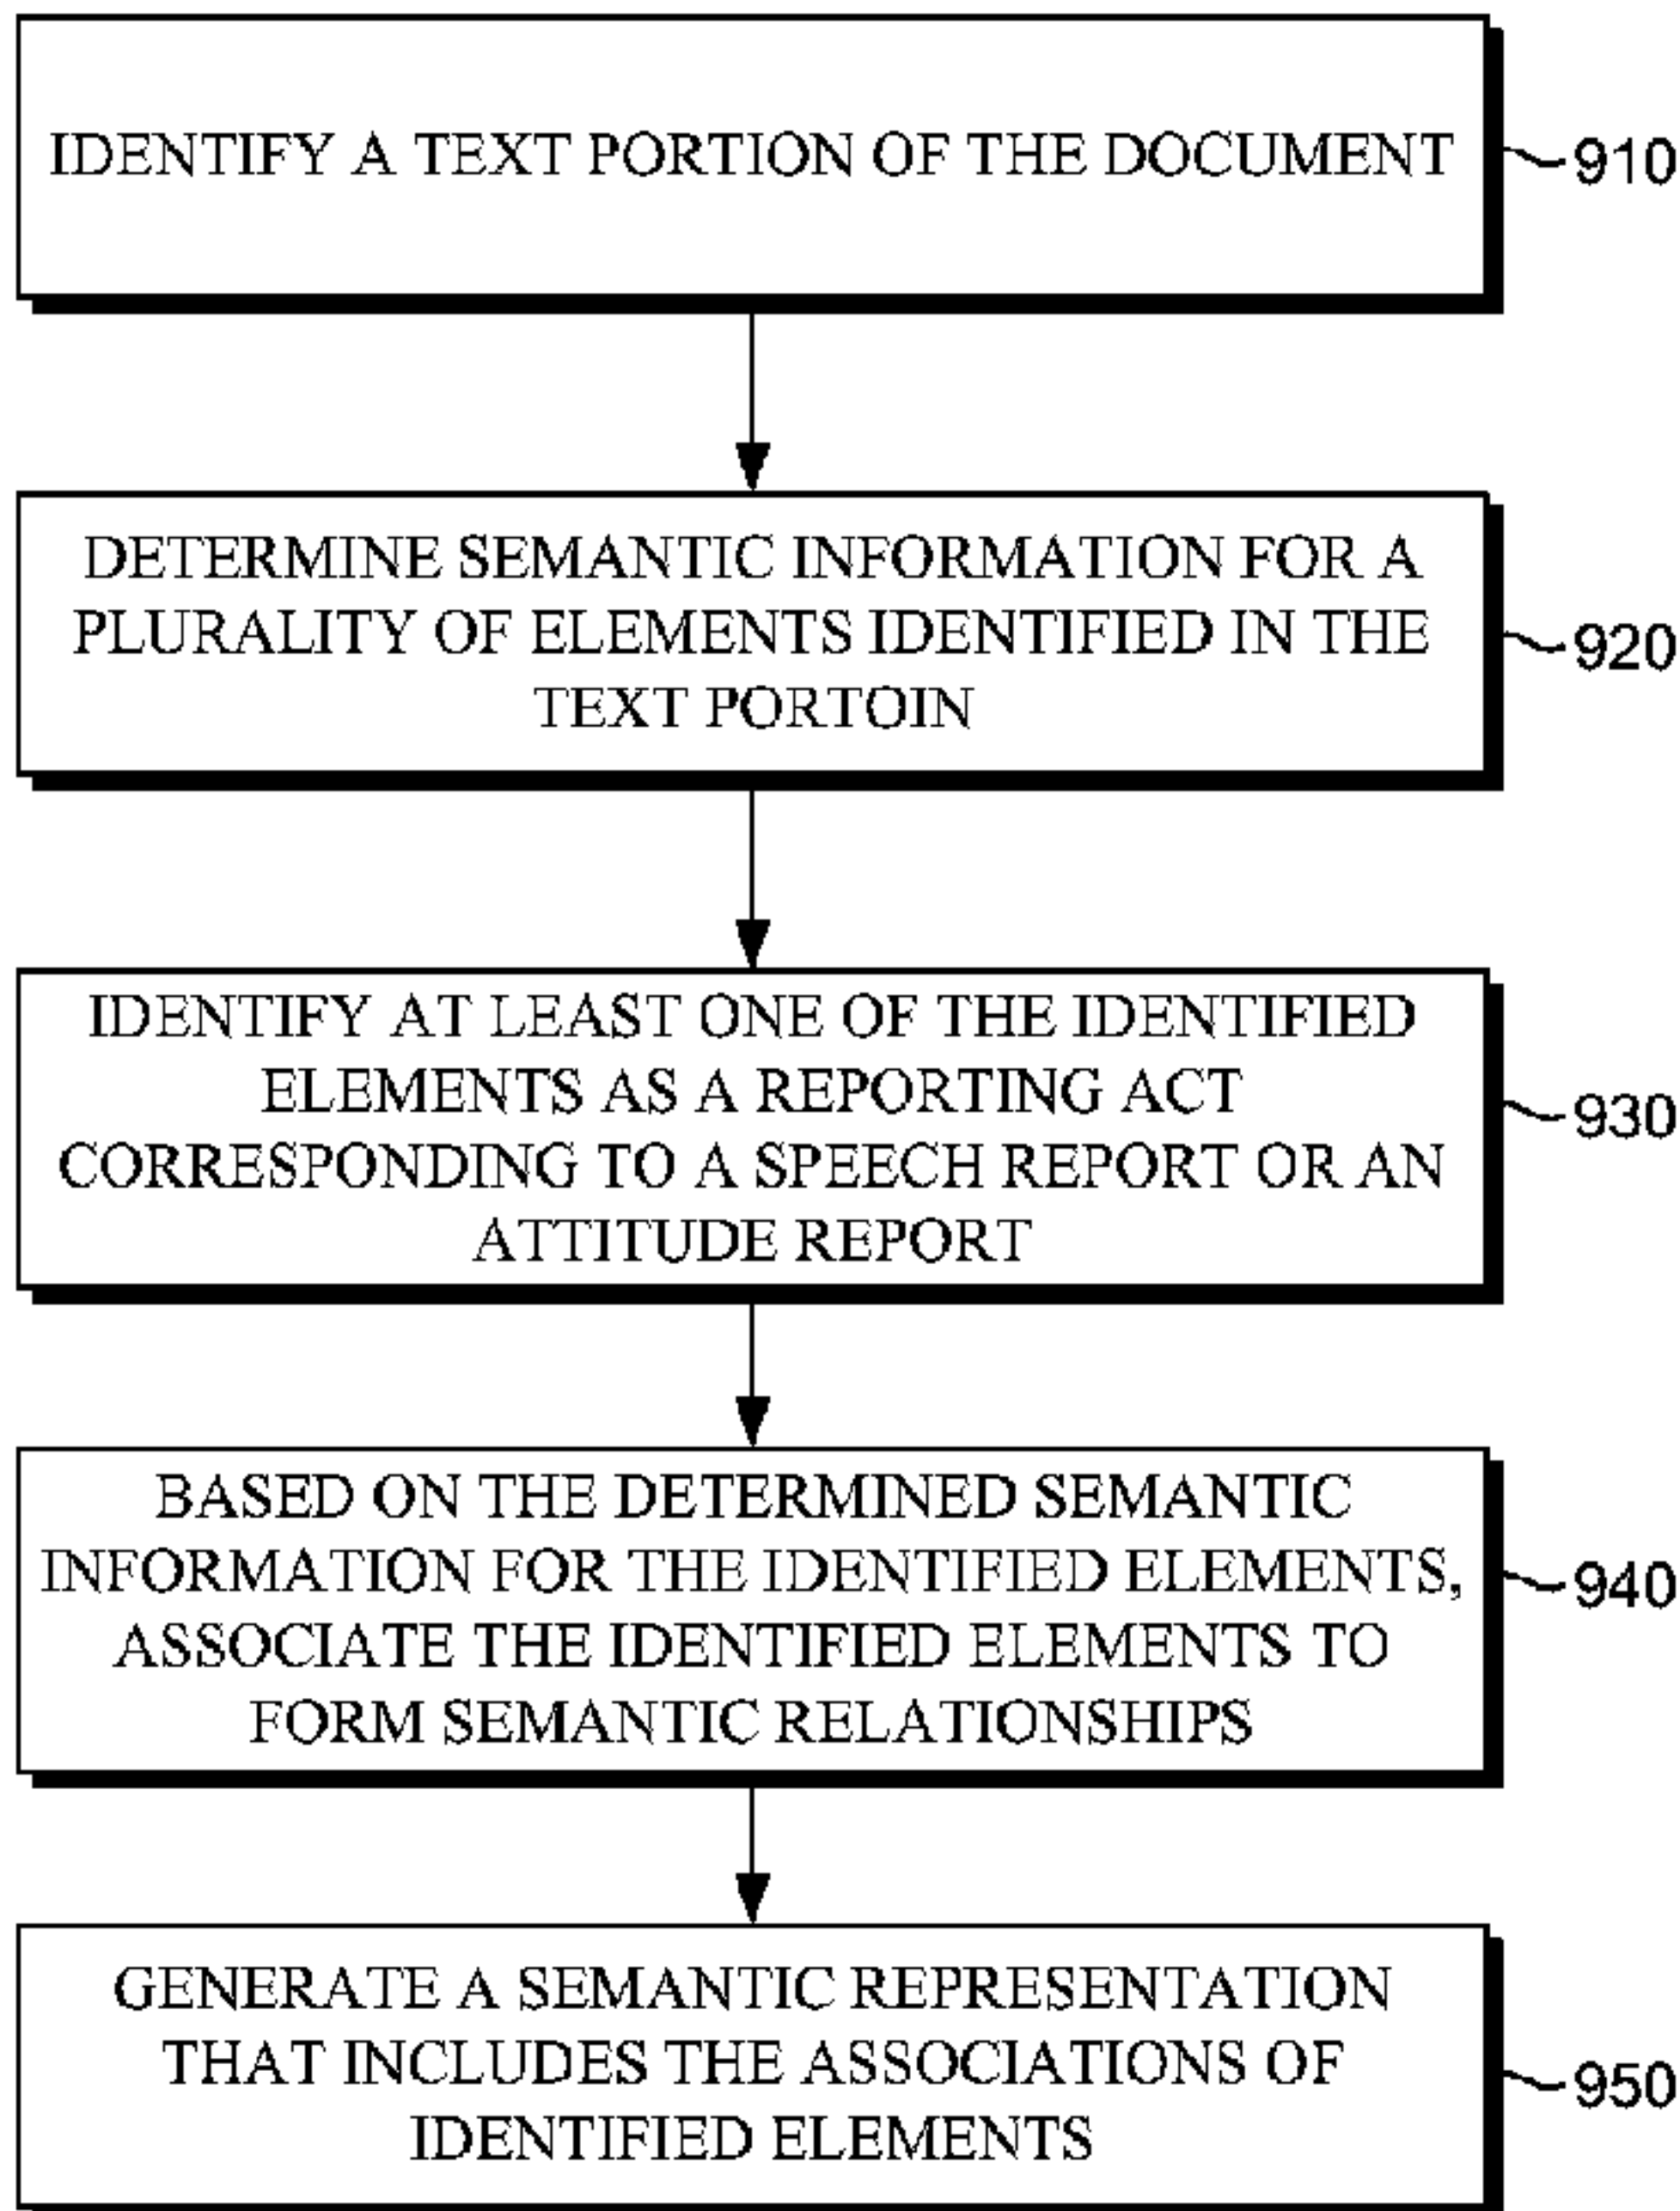 IDENTIFY A TEXT PORTION OF THE DOCUMENT
910
DETERMINE SEMANTIC INFORMATION FOR A
PLURALITY OF ELEMENTS IDENTIFIED IN THE
TEXT PORTOIN
920
IDENTIFY AT LEAST ONE OF THE IDENTIFIED
ELEMENTS AS A REPORTING ACT
CORRESPONDING TO A SPEECH REPORT OR AN
ATTITUDE REPORT
930
BASED ON THE DETERMINED SEMANTIC
INFORMATION FOR THE IDENTIFIED ELEMENTS,
ASSOCIATE THE IDENTIFIED ELEMENTS TO
FORM SEMANTIC RELATIONSHIPS
940
GENERATE A SEMANTIC REPRESENTATION
THAT INCLUDES THE ASSOCIATIONS OF
IDENTIFIED ELEMENTS
950